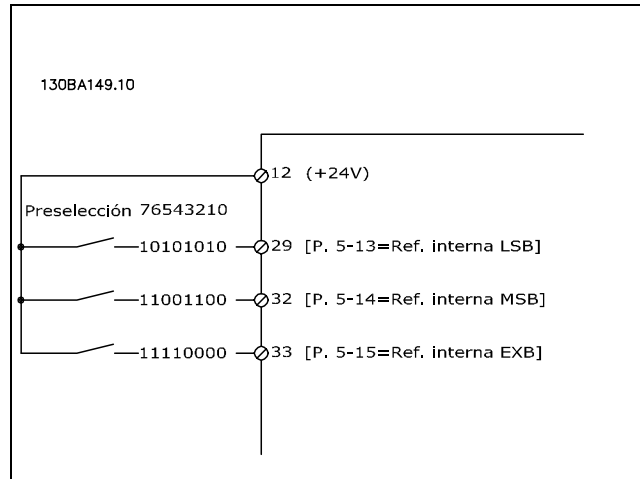 130BA149.10
12 (+24V)
Preselección 76543210
10101010 29 [P. 5-13=Ref. interna LSB]
11001100 32 [P. 5-14=Ref. interna MSB]
11110000 33 [P. 5-15=Ref. interna EXB]